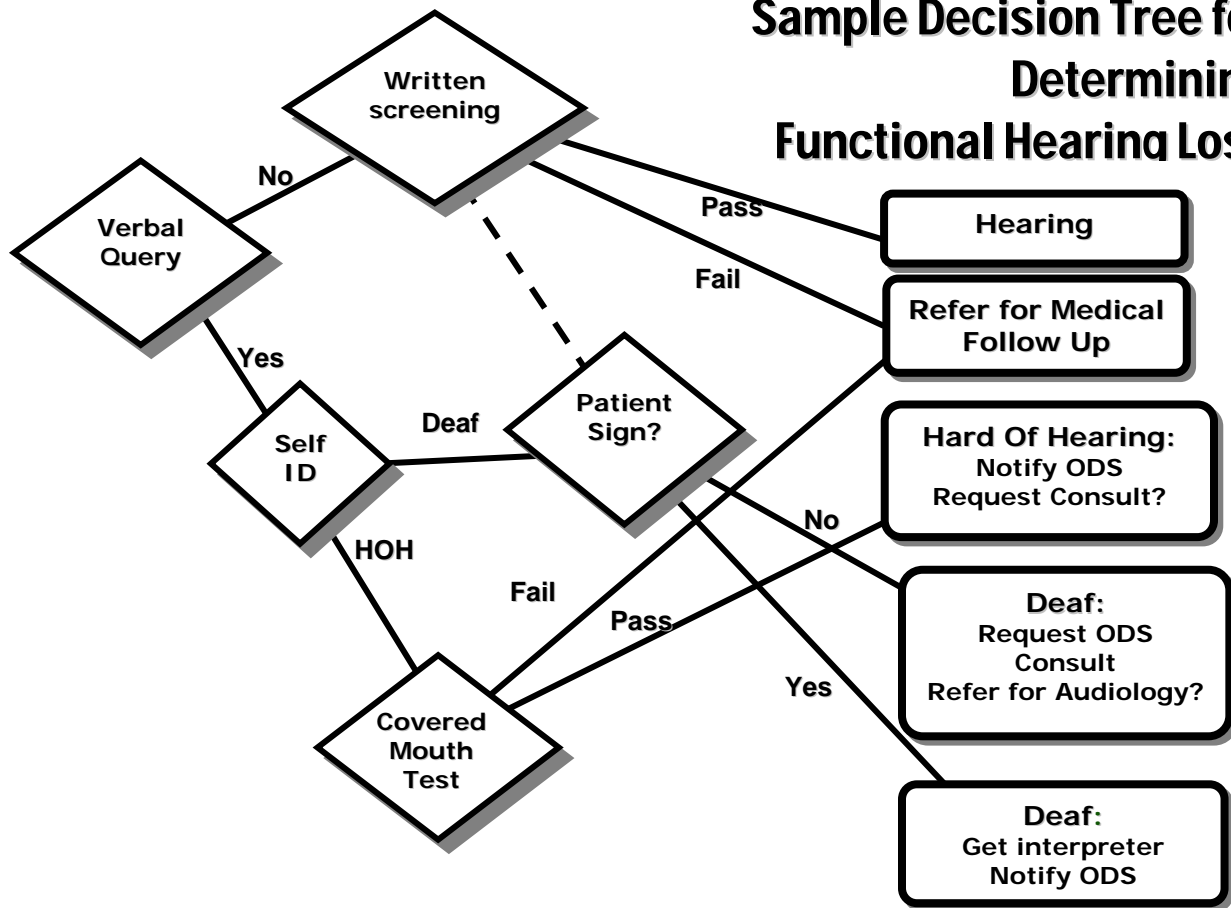 Sample Decision Tree fo
Determinin
Functional Hearing Los
Written
screening
No
Verbal
Query
Pass
Hearing
Fail
Refer for Medical
Follow Up
Yes
Self
ID
Deaf
Patient
Sign?
Hard Of Hearing:
Notify ODS
Request Consult?
HOH
No
Fail
Pass
Deaf:
Request ODS
Consult
Refer for Audiology?
Yes
Covered
Mouth
Test
Deaf:
Get interpreter
Notify ODS